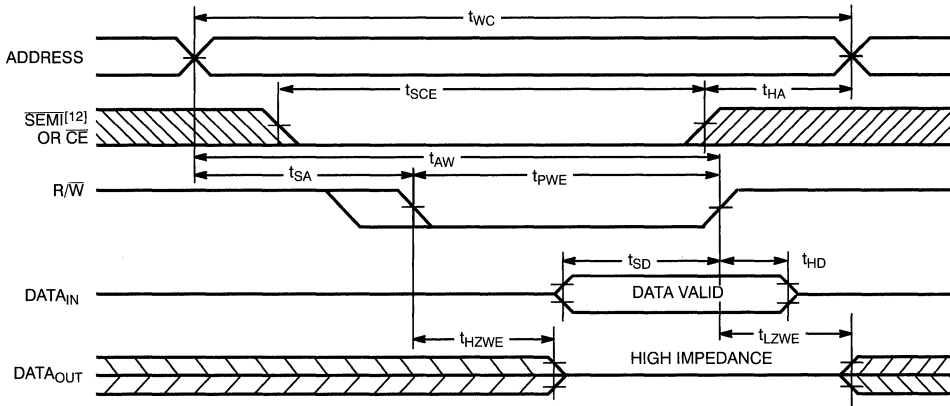 tWC
ADDRESS
tSCE
tHA
SEMI[12]
OR CE
tAW
tSA
tPWE
R/W
tSD
tHD
DATAIN
DATA VALID
tHZWE
tLZWE
HIGH IMPEDANCE
DATAOUT